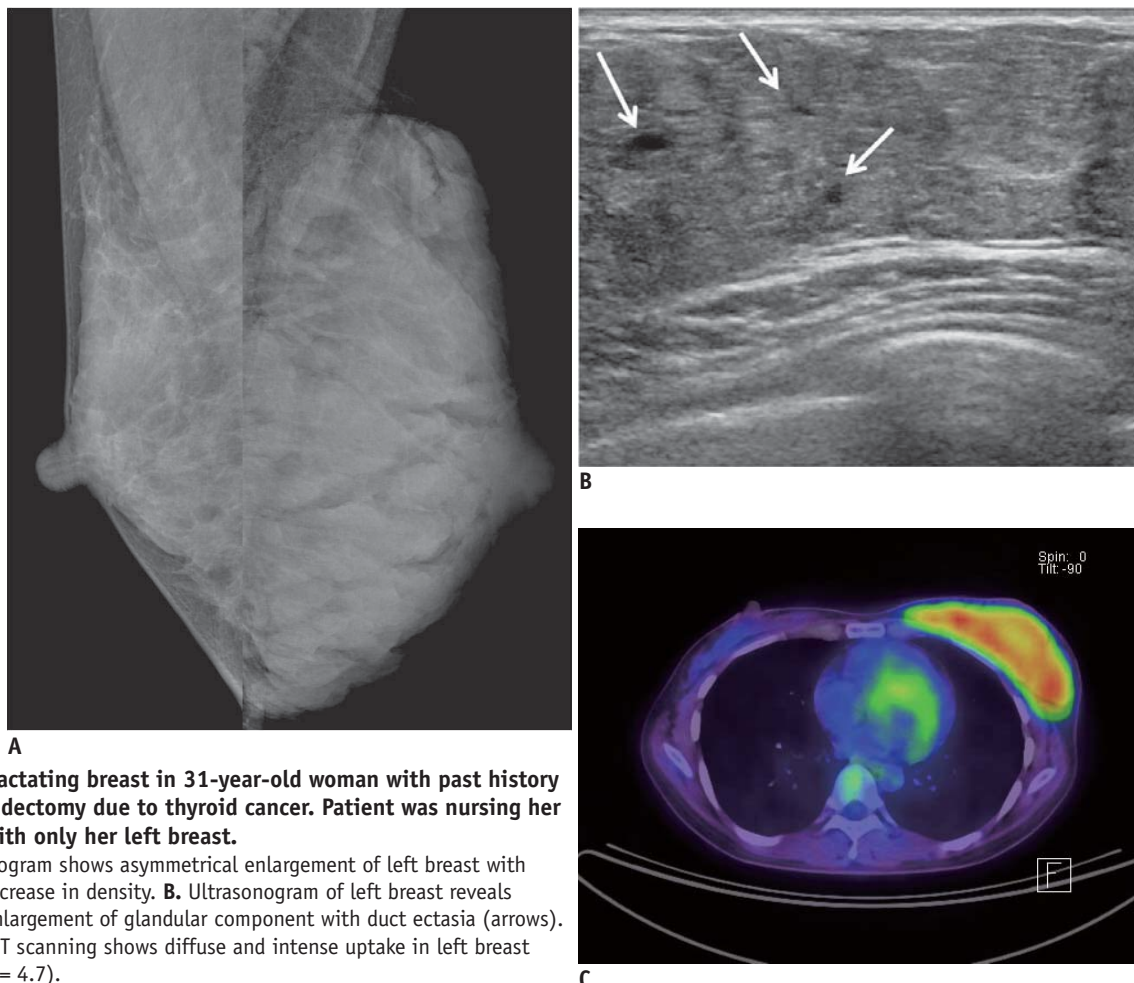 A
B
Spin: 0
Tilt: -90
F
C
actating breast in 31-year-old woman with past history
dectomy due to thyroid cancer. Patient was nursing her
ith only her left breast.
ogram shows asymmetrical enlargement of left breast with
crease in density. B. Ultrasonogram of left breast reveals
nlargement of glandular component with duct ectasia (arrows).
T scanning shows diffuse and intense uptake in left breast
= 4.7).